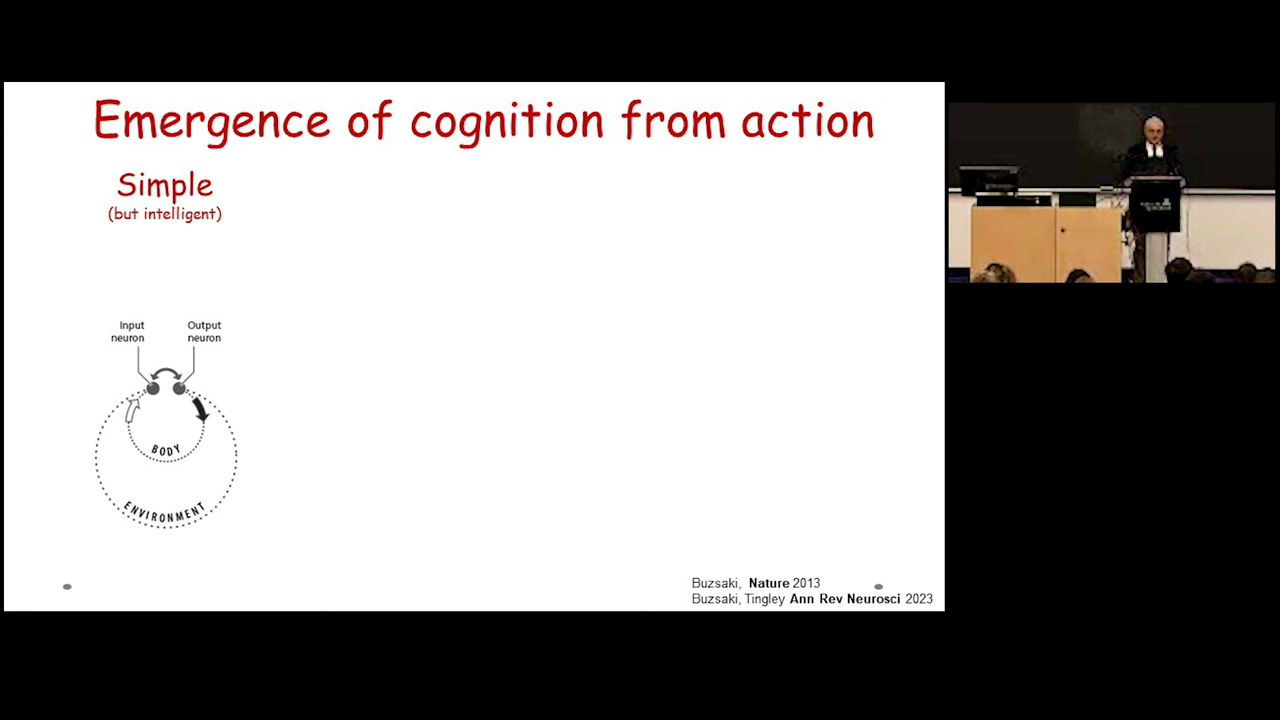 Emergence of cognition from action
Simple
(but intelligent)
Input
neuron
Output
neuron
BODY
ENVIRONMENT
Buzsaki, Nature 2013
Buzsaki, Tingley Ann Rev Neurosci 2023